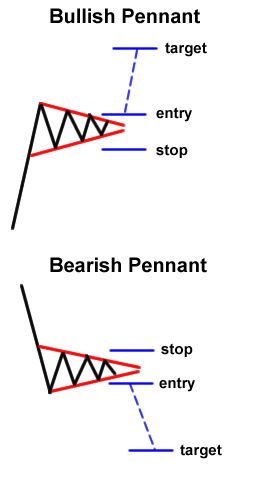 Bullish Pennant
target
entry
stop
Bearish Pennant
stop
entry
target